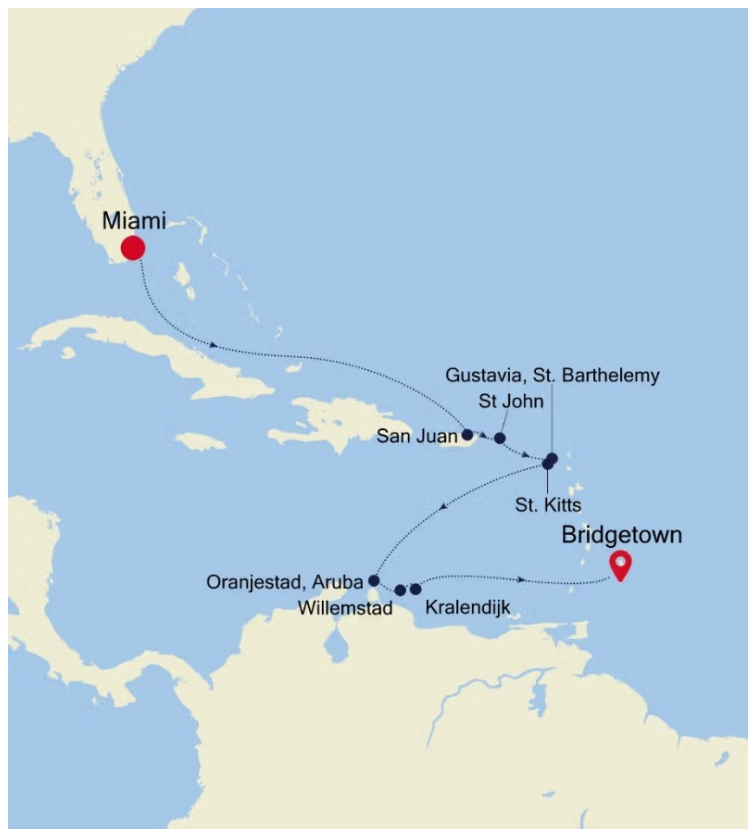 Miami
Gustavia, St. Barthelemy
St John
San Juan
St. Kitts
Bridgetown
Oranjestad, Aruba
Willemstad
Kralendijk